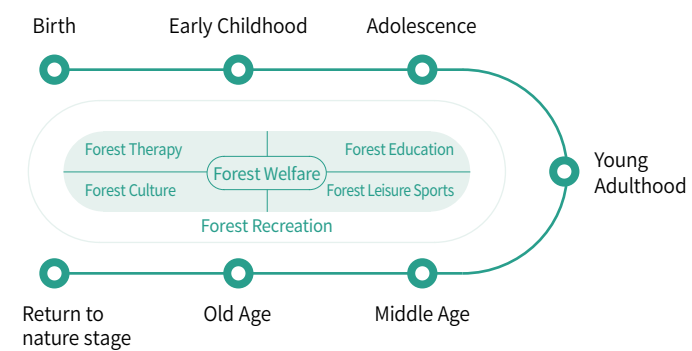 Birth
Early Childhood
Adolescence
Forest Therapy
Forest Education
Forest Welfare
Forest Culture
Forest Leisure Sports
Forest Recreation
Young
Adulthood
Return to
nature stage
Old Age
Middle Age